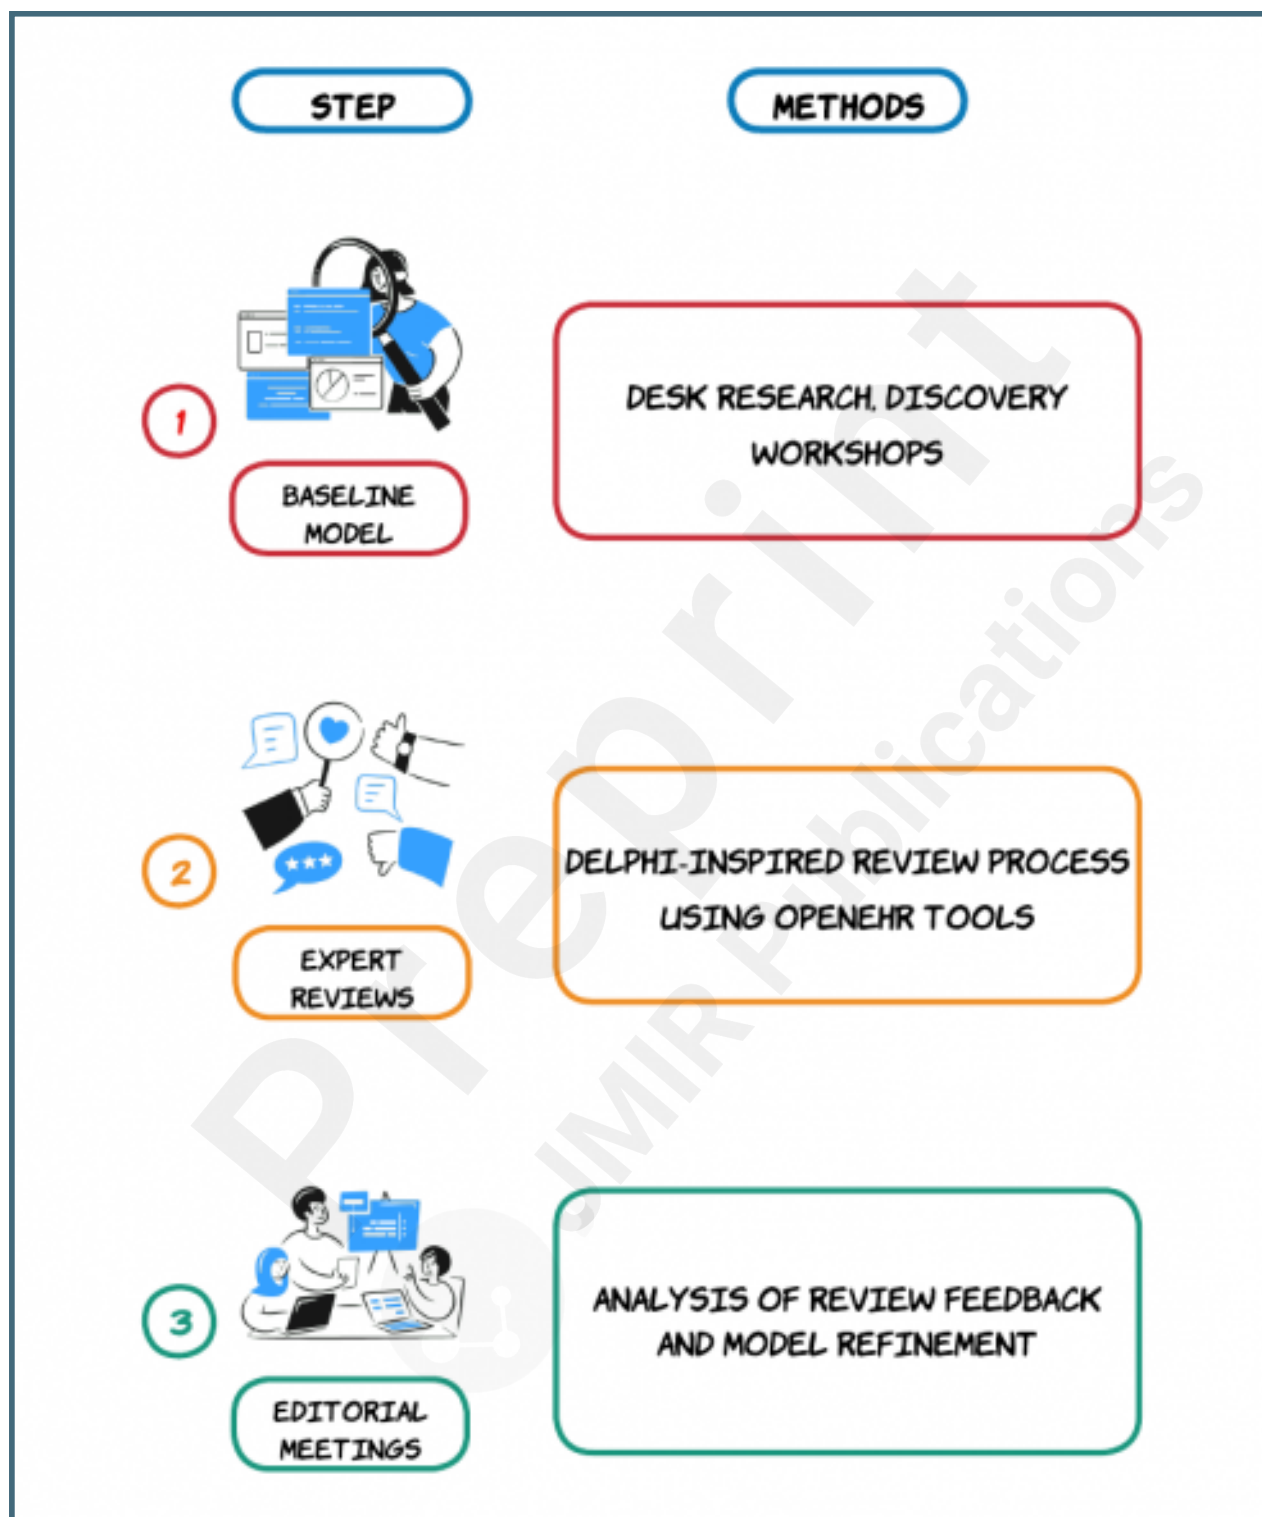 STEP
METHODS
1
BASELINE
MODEL
DESK RESEARCH, DISCOVERY
WORKSHOPS
2
EXPERT
REVIEWS
DELPHI-INSPIRED REVIEW PROCESS
USING OPENEHR TOOLS
3
EDITORIAL
MEETINGS
ANALYSIS OF REVIEW FEEDBACK
AND MODEL REFINEMENT
Preprint
JMIR Publications